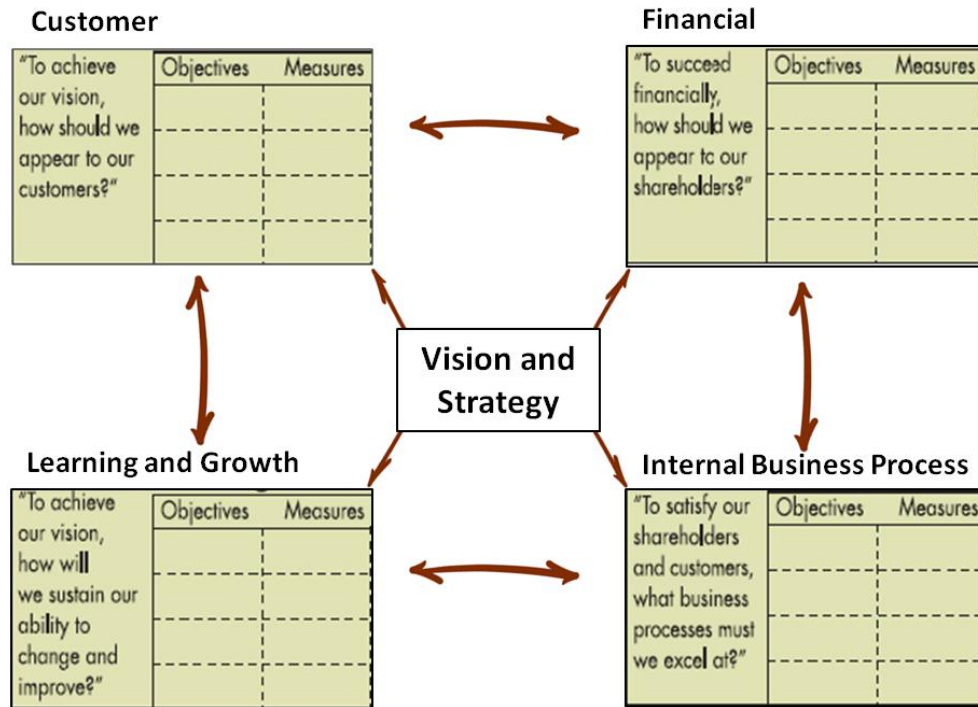 Customer
"To achieve
our vision,
how should we
appear to our
customers?"
Objectives Measures
Financial
"To succeed
financially,
how should we
appear to our
shareholders?"
Objectives Measures
Vision and
Strategy
Learning and Growth
"To achieve
our vision,
how will
we sustain our
ability to
change and
improve?"
Objectives Measures
Internal Business Process
"To satisfy our
shareholders
and customers,
what business
processes must
we excel at?"
Objectives Measures